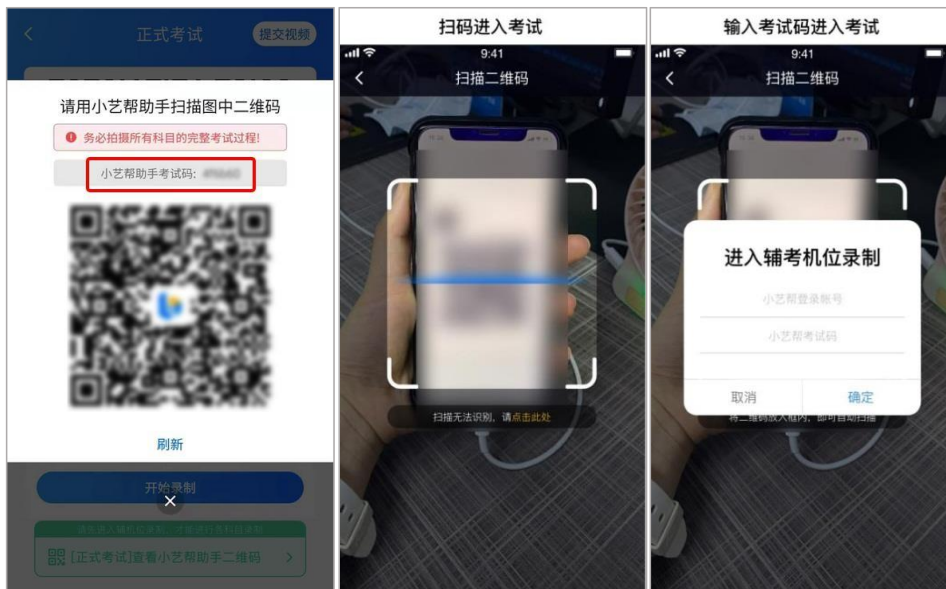 正式考试
提交视频
请用小艺帮助手扫描图中二维码
务必拍摄所有科目的完整考试过程!
小艺帮助手考试码:
刷新
开始录制
[正式考试]查看小艺帮助手二维码
扫码进入考试
9:41
扫描二维码
扫描无法识别,请点击此处
输入考试码进入考试
9:41
扫描二维码
进入辅考机位录制
小艺帮登录帐号
小艺帮考试码
取消
确定
将二维码放入框内,即可自动扫描